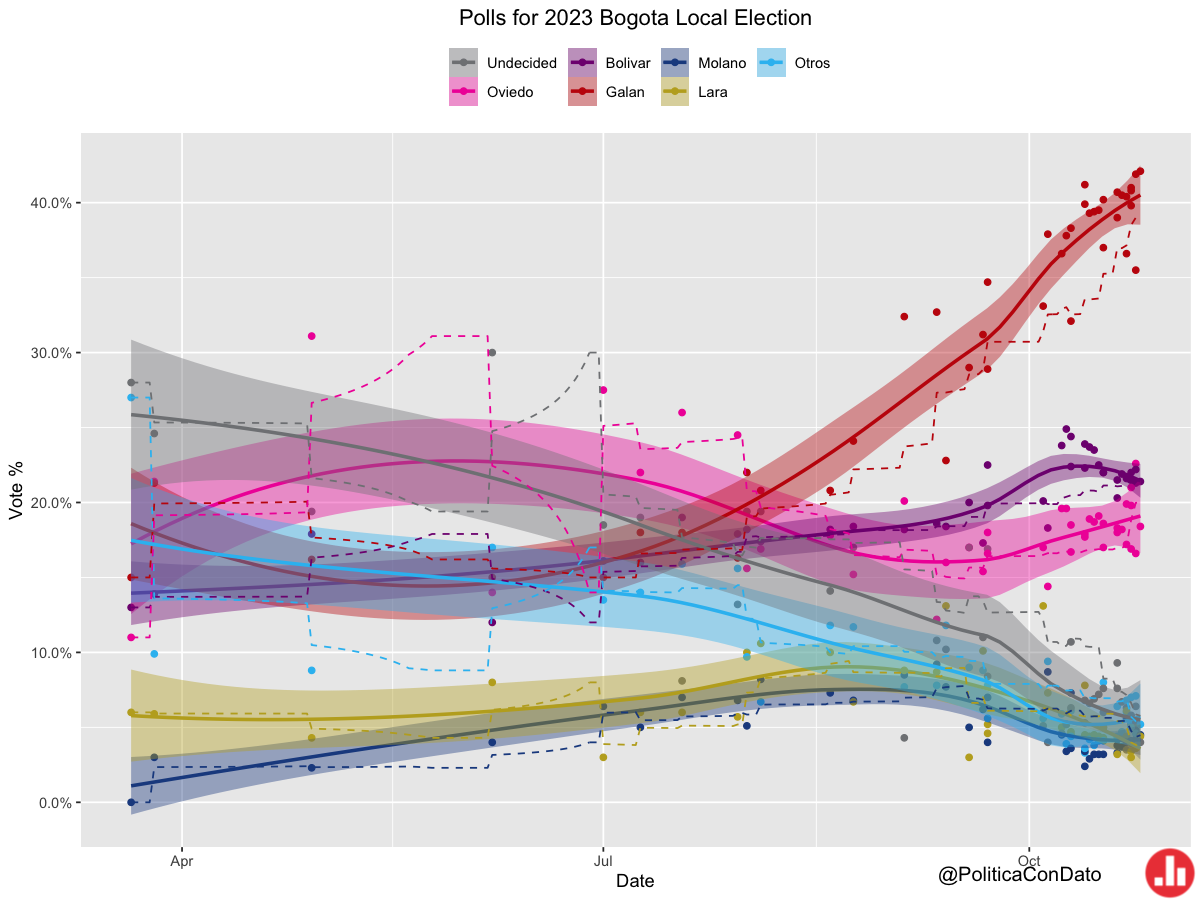 Polls for 2023 Bogota Local Election
Undecided Bolivar Molano Otros
Oviedo Galan Lara
40.0%
30.0%
20.0%
10.0%
0.0%
Vote %
Apr Jul Oct
Date
@PoliticaConDato